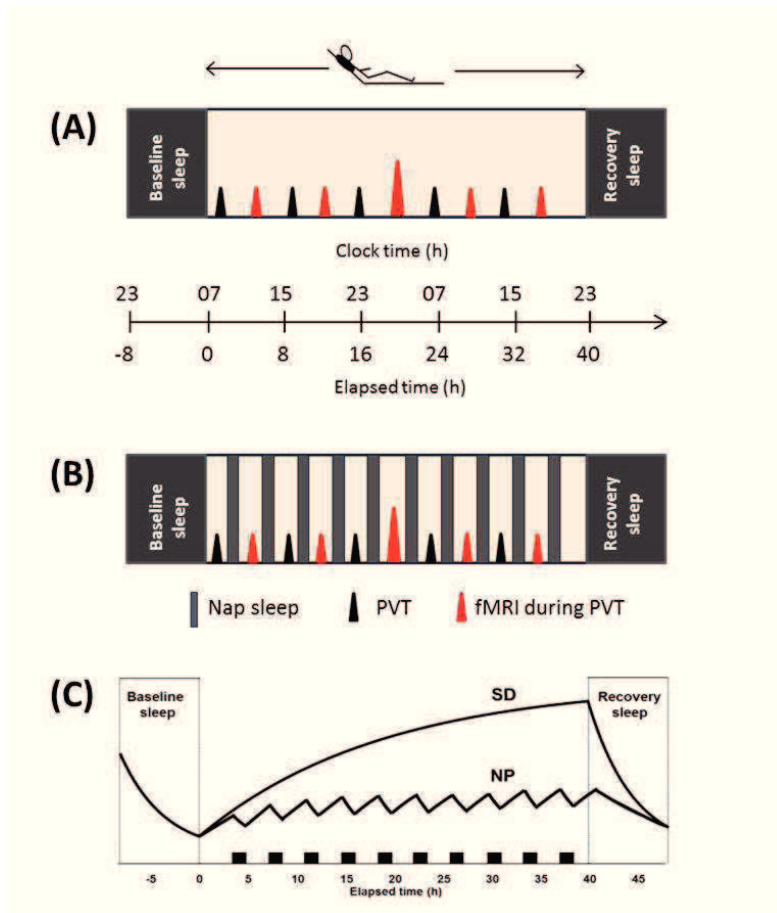 (A)
Baseline
sleep
Recovery
sleep
Clock time (h)
23 07 15 23 07 15 23
-8 0 8 16 24 32 40
Elapsed time (h)
(B)
Baseline
sleep
Recovery
sleep
Nap sleep PVT fMRI during PVT
(C)
Baseline
sleep
SD
Recovery
sleep
NP
-5 0 5 10 15 20 25 30 35 40 45
Elapsed time (h)